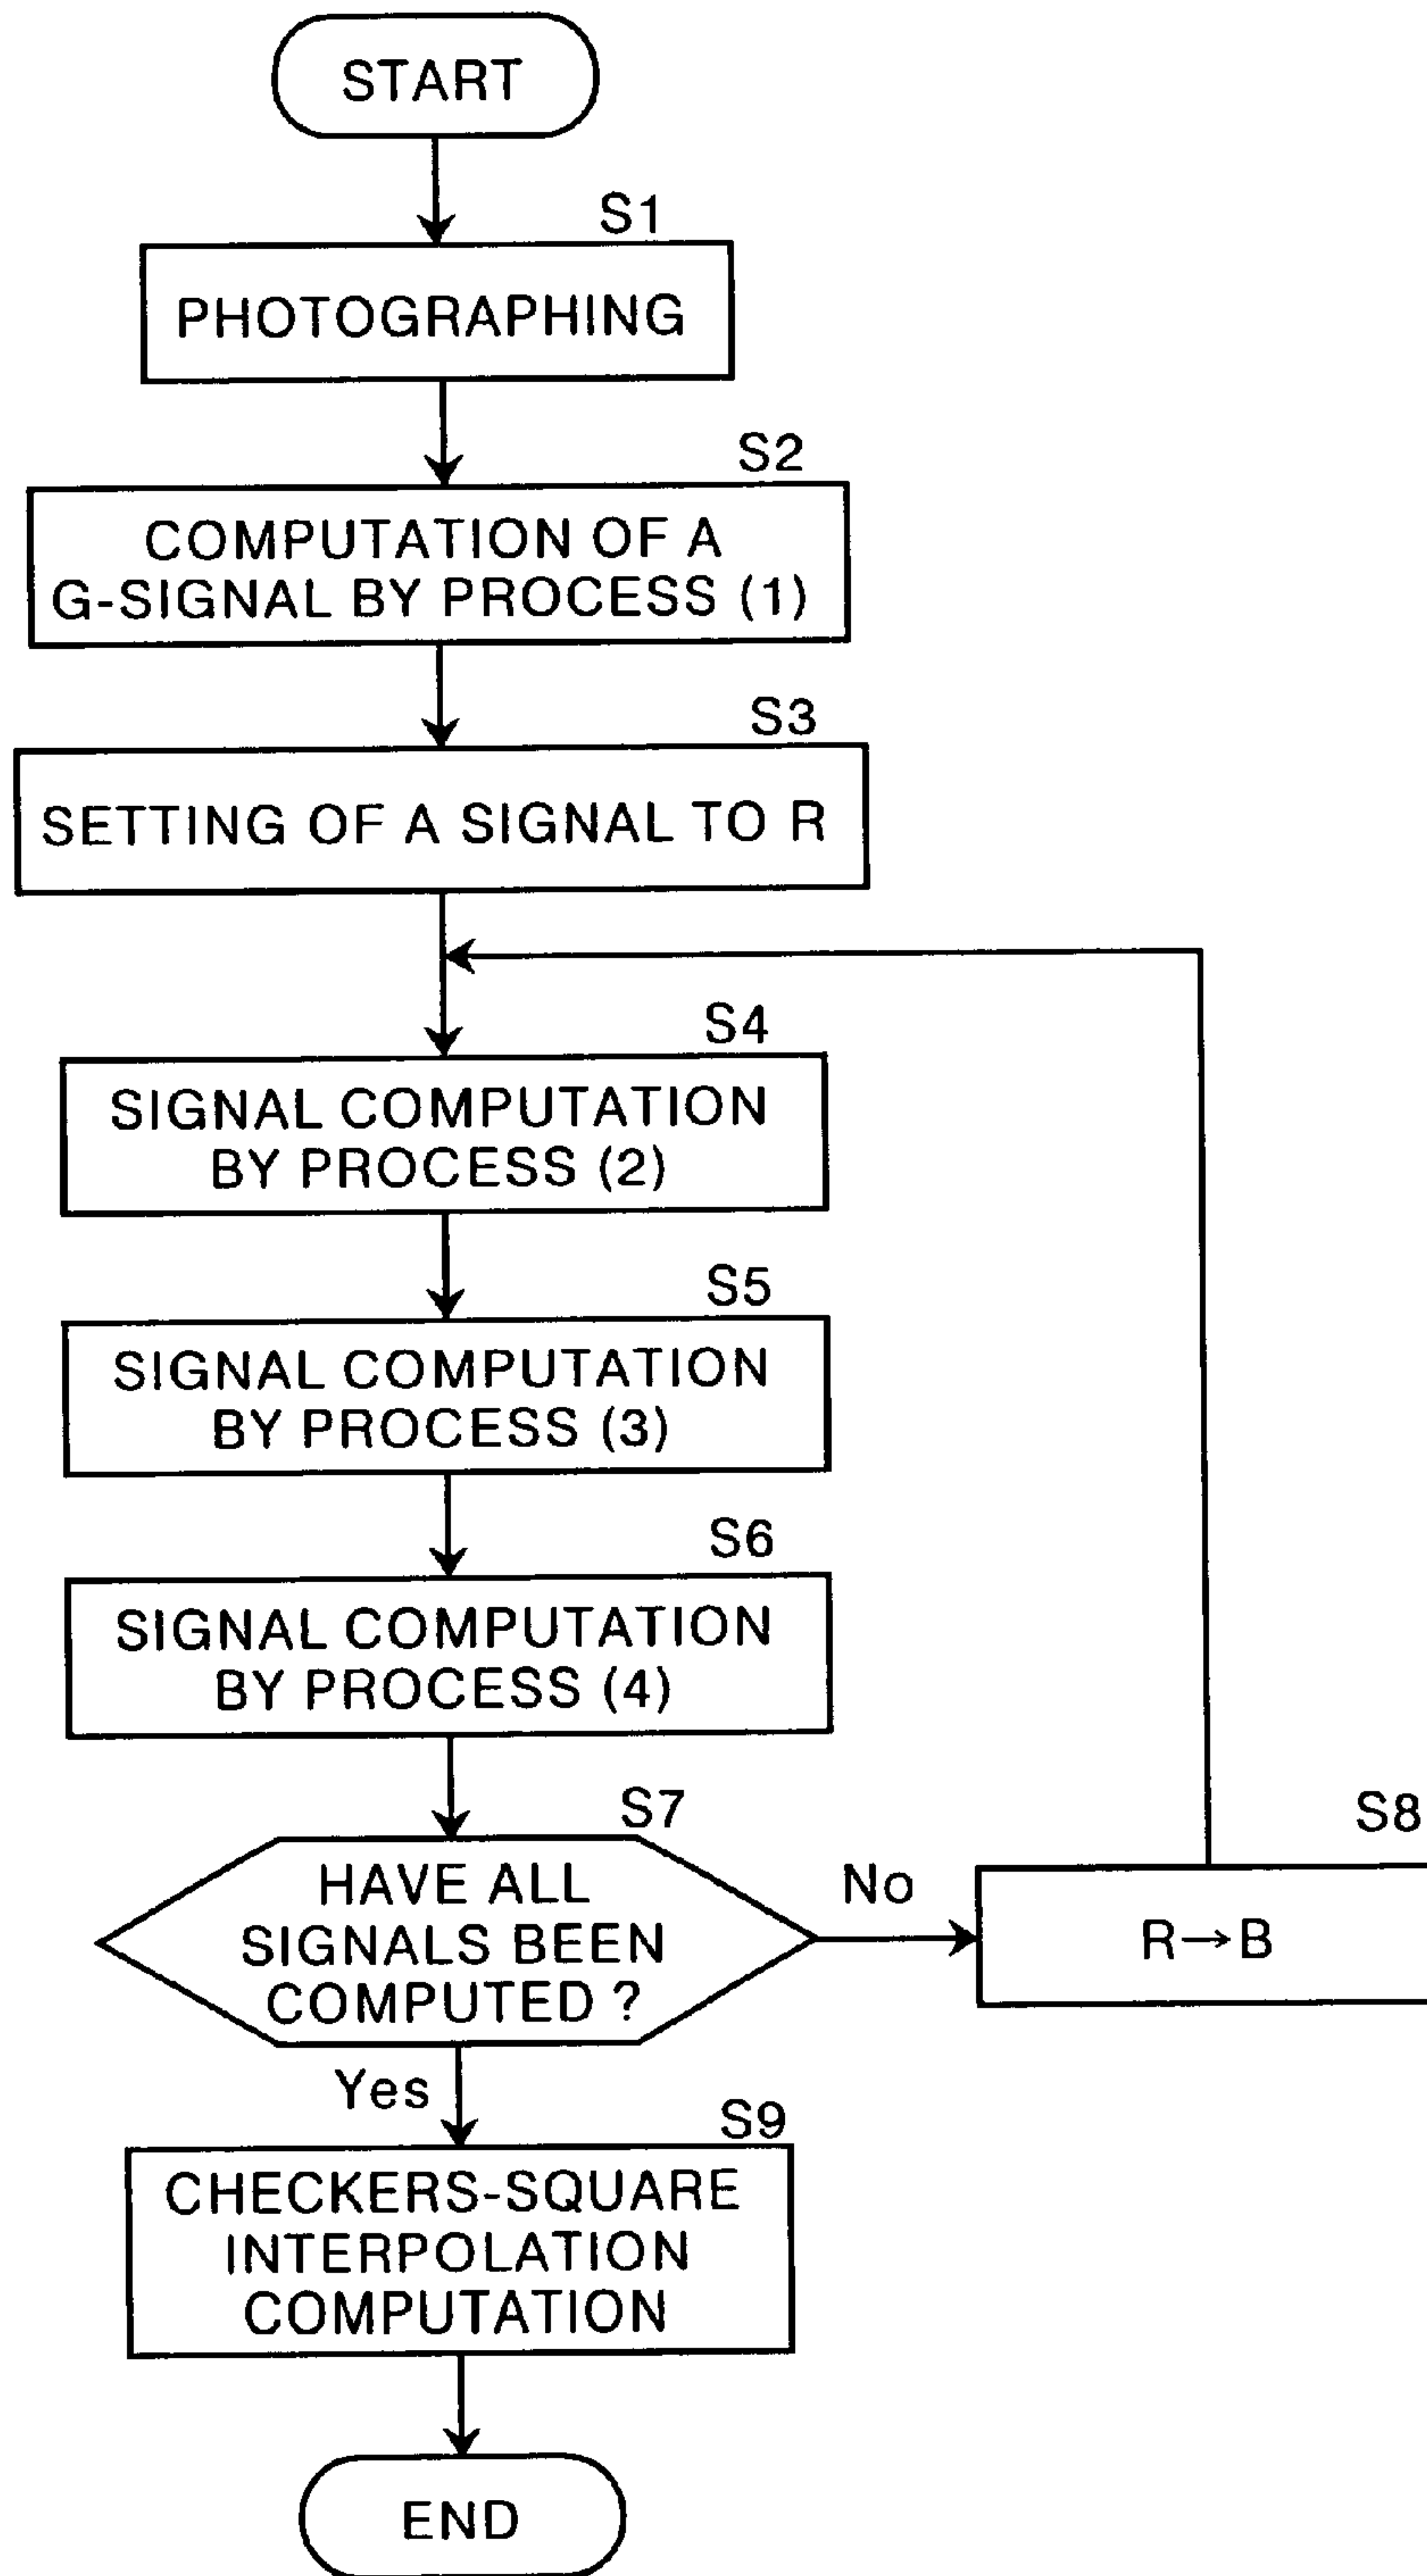 START
S1
PHOTOGRAPHING
S2
COMPUTATION OF A
G-SIGNAL BY PROCESS (1)
S3
SETTING OF A SIGNAL TO R
S4
SIGNAL COMPUTATION
BY PROCESS (2)
S5
SIGNAL COMPUTATION
BY PROCESS (3)
S6
SIGNAL COMPUTATION
BY PROCESS (4)
S7
HAVE ALL
SIGNALS BEEN
COMPUTED ?
No
S8
R→B
Yes
S9
CHECKERS-SQUARE
INTERPOLATION
COMPUTATION
END